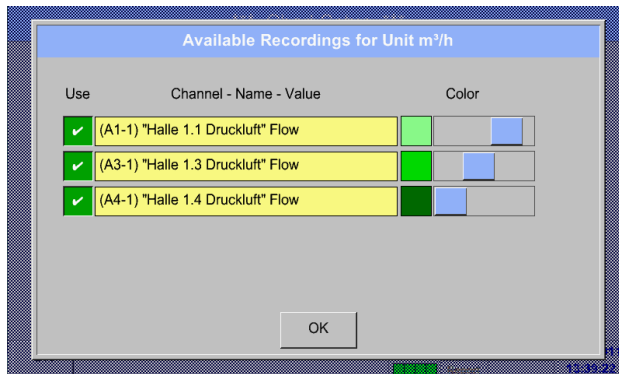 Available Recordings for Unit m³/h
Use Channel - Name - Value Color
(A1-1) "Halle 1.1 Druckluft" Flow
(A3-1) "Halle 1.3 Druckluft" Flow
(A4-1) "Halle 1.4 Druckluft" Flow
OK
13:39:22